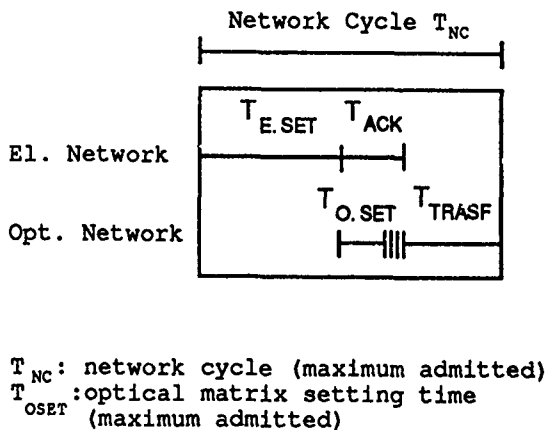 Network Cycle T_NC
T_E.SET T_ACK
El. Network
T_O.SET T_TRASF
Opt. Network
T_NC: network cycle (maximum admitted)
T_OSET:optical matrix setting time
(maximum admitted)